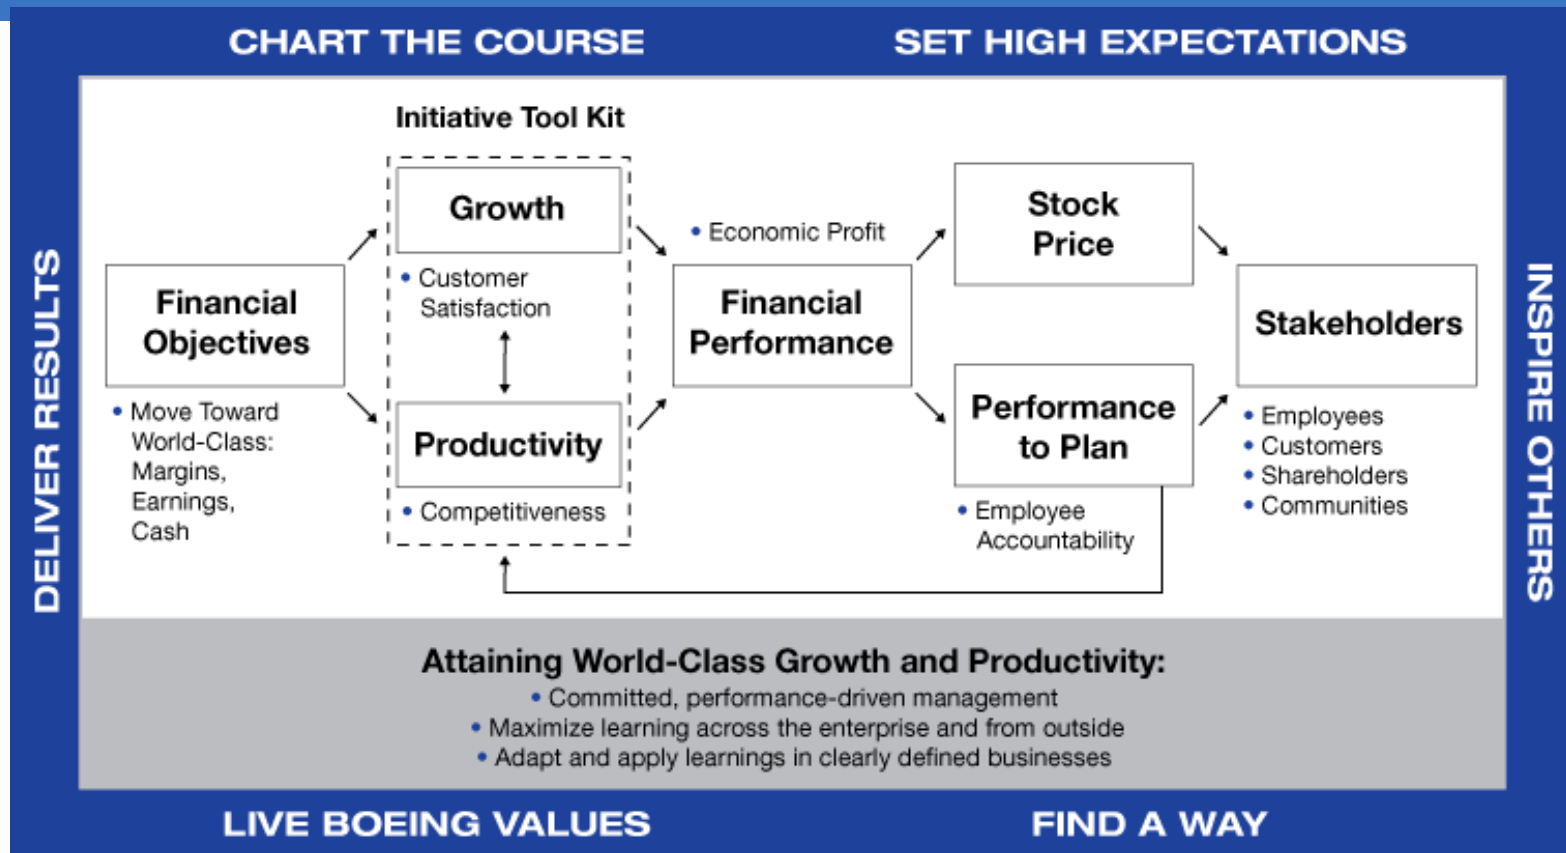 CHART THE COURSE
SET HIGH EXPECTATIONS
DELIVER RESULTS
INSPIRE OTHERS
Initiative Tool Kit
Financial
Objectives
• Move Toward
World-Class:
Margins,
Earnings,
Cash
Growth
• Customer
Satisfaction
Productivity
• Competitiveness
• Economic Profit
Financial
Performance
Stock
Price
Performance
to Plan
• Employee
Accountability
Stakeholders
• Employees
• Customers
• Shareholders
• Communities
Attaining World-Class Growth and Productivity:
• Committed, performance-driven management
• Maximize learning across the enterprise and from outside
• Adapt and apply learnings in clearly defined businesses
LIVE BOEING VALUES
FIND A WAY